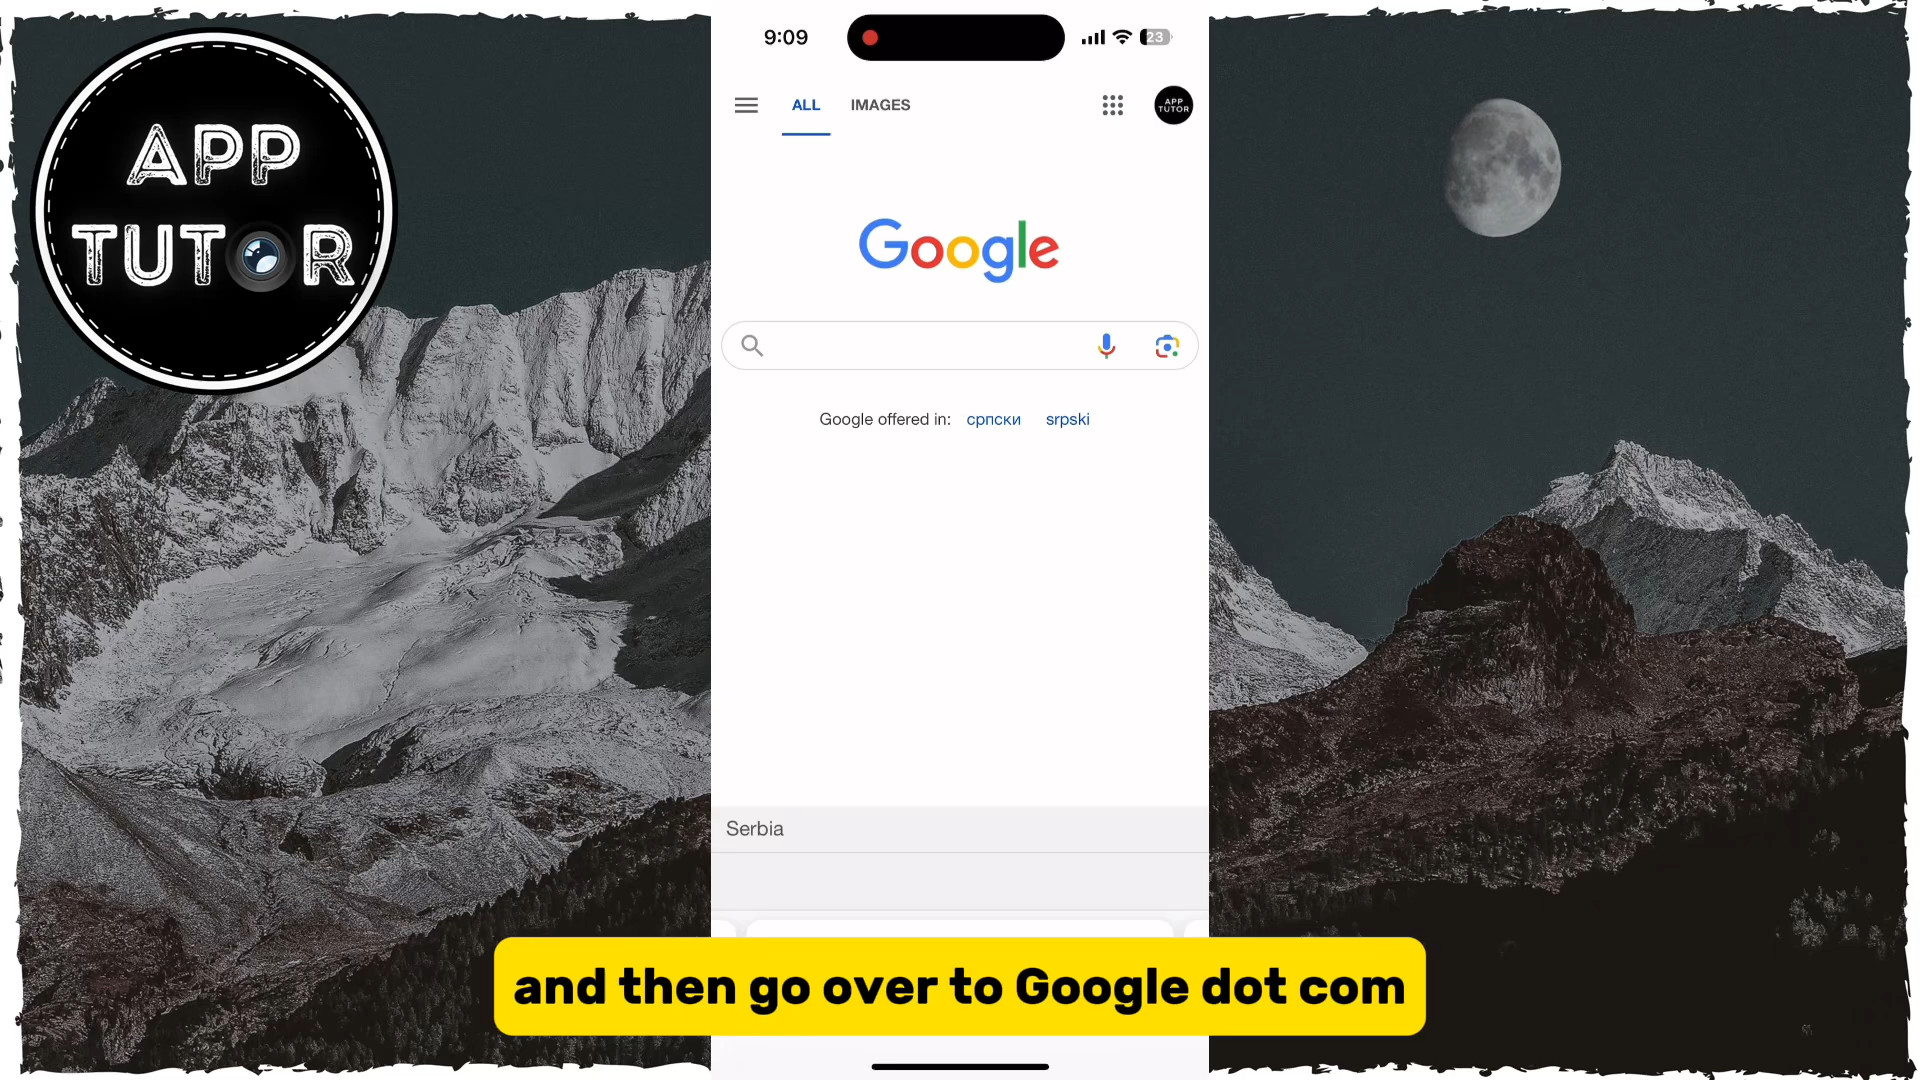 APP
TUTOR
9:09
23
ALL IMAGES
APP
TUTOR
Google
Google offered in: српски srpski
Serbia
and then go over to Google dot com